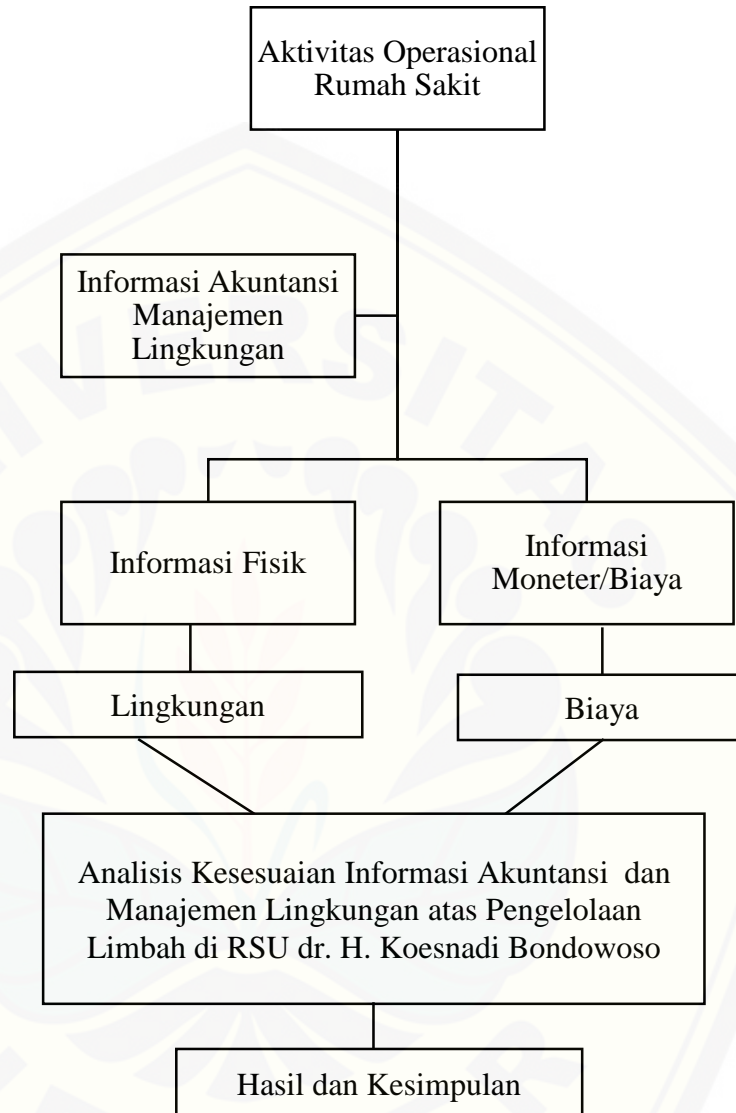 Aktivitas Operasional
Rumah Sakit
Informasi Akuntansi
Manajemen
Lingkungan
Informasi Fisik
Informasi
Moneter/Biaya
Lingkungan
Biaya
Analisis Kesesuaian Informasi Akuntansi dan
Manajemen Lingkungan atas Pengelolaan
Limbah di RSU dr. H. Koesnadi Bondowoso
Hasil dan Kesimpulan
UNIVERSITAS